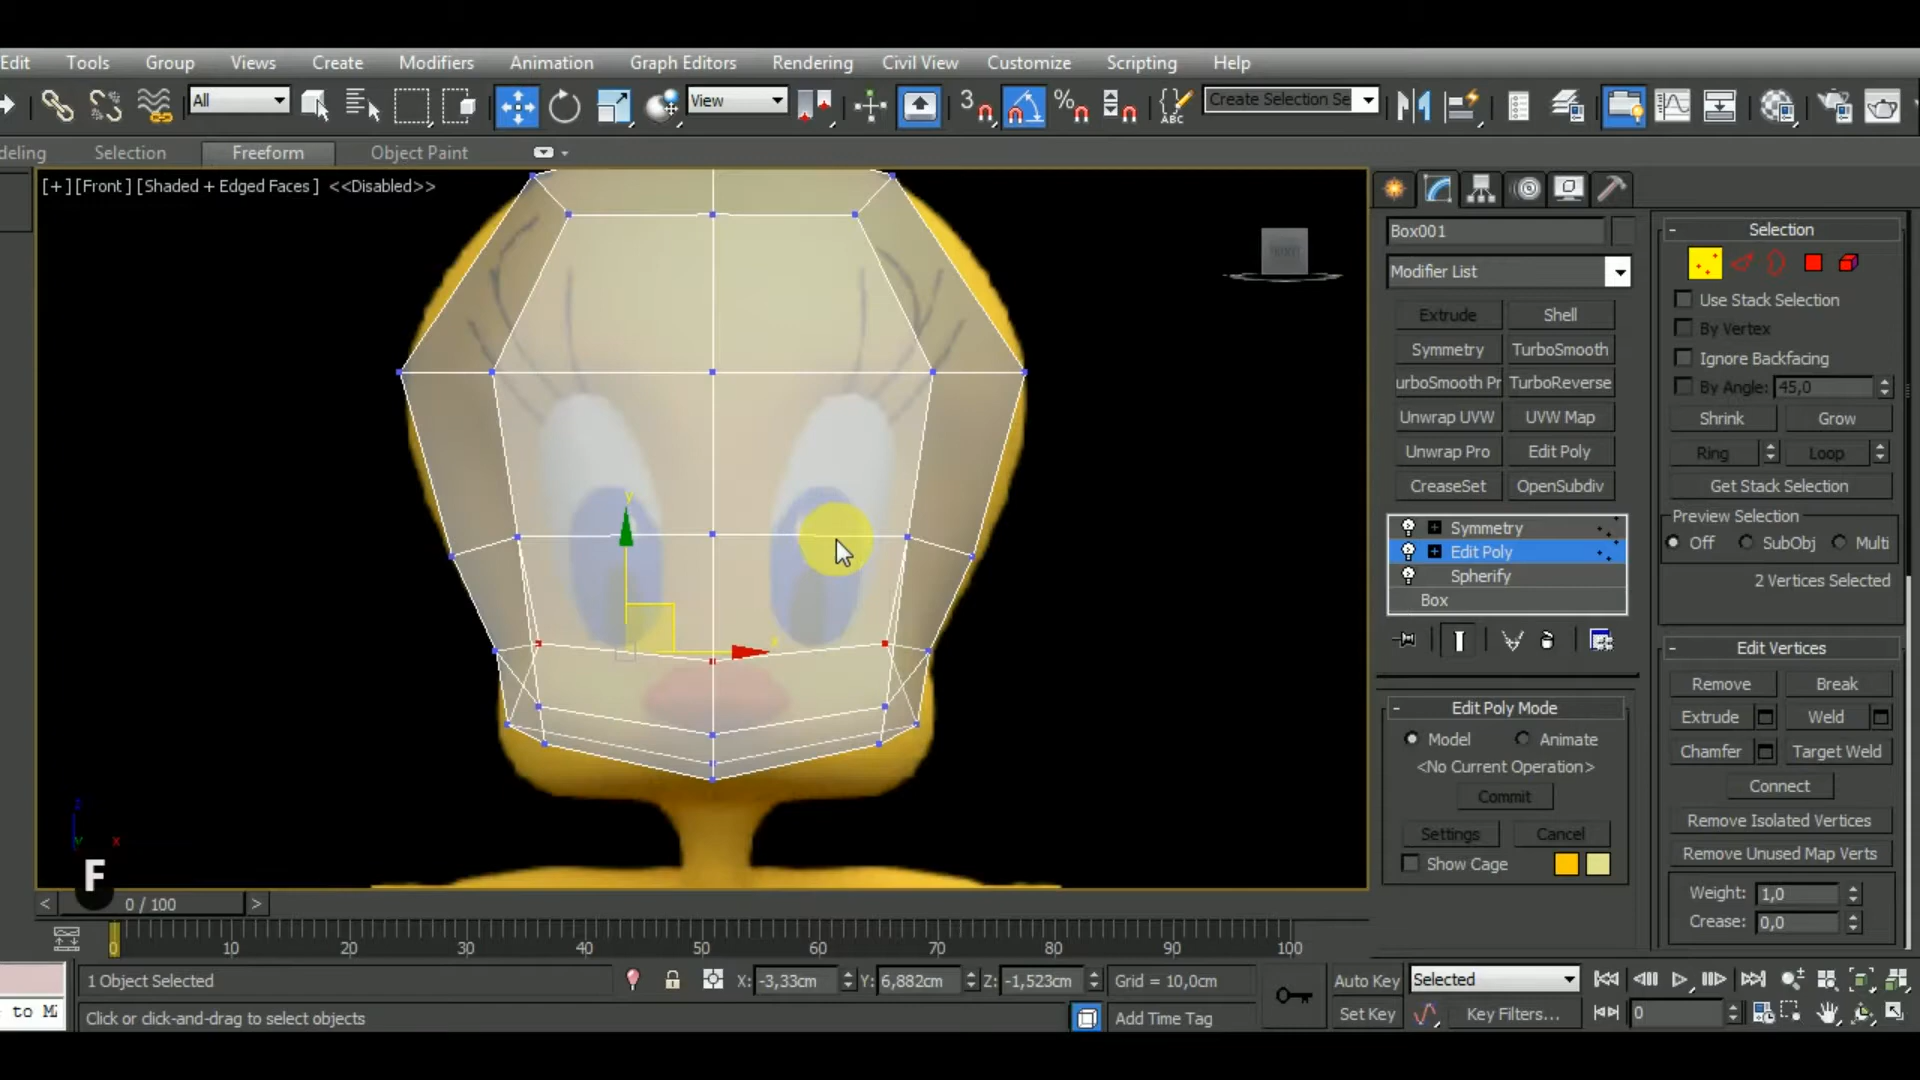 Edit Tools Group Views Create Modifiers Animation Graph Editors Rendering Civil View Customize Scripting Help
All View 3 % ABC Create Selection Se
deling Selection Freeform Object Paint
[+] [Front] [Shaded + Edged Faces] <<Disabled>>
Box001
Modifier List
Extrude Shell
Symmetry TurboSmooth
urboSmooth Pr TurboReverse
Unwrap UVW UVW Map
Unwrap Pro Edit Poly
CreaseSet OpenSubdiv
Symmetry
Edit Poly
Spherify
Box
Edit Poly Mode
Model Animate
<No Current Operation>
Commit
Settings Cancel
Show Cage
Selection
Use Stack Selection
By Vertex
Ignore Backfacing
By Angle: 45,0
Shrink Grow
Ring Loop
Get Stack Selection
Preview Selection
Off SubObj Multi
2 Vertices Selected
Edit Vertices
Remove Break
Extrude Weld
Chamfer Target Weld
Connect
Remove Isolated Vertices
Remove Unused Map Verts
Weight: 1,0
Crease: 0,0
y
x
z
y x
F
< 0 / 100 >
0 10 20 30 40 50 60 70 80 90 100
1 Object Selected X: -3,33cm Y: 6,882cm Z: -1,523cm Grid = 10,0cm Auto Key Selected
to Mi Click or click-and-drag to select objects Add Time Tag Set Key Key Filters... 0